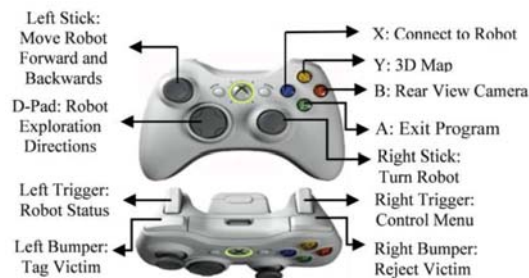 Left Stick:
Move Robot
Forward and
Backwards
D-Pad: Robot
Exploration
Directions
X: Connect to Robot
Y: 3D Map
B: Rear View Camera
A: Exit Program
Right Stick:
Turn Robot
Left Trigger:
Robot Status
Left Bumper:
Tag Victim
Right Trigger:
Control Menu
Right Bumper:
Reject Victim